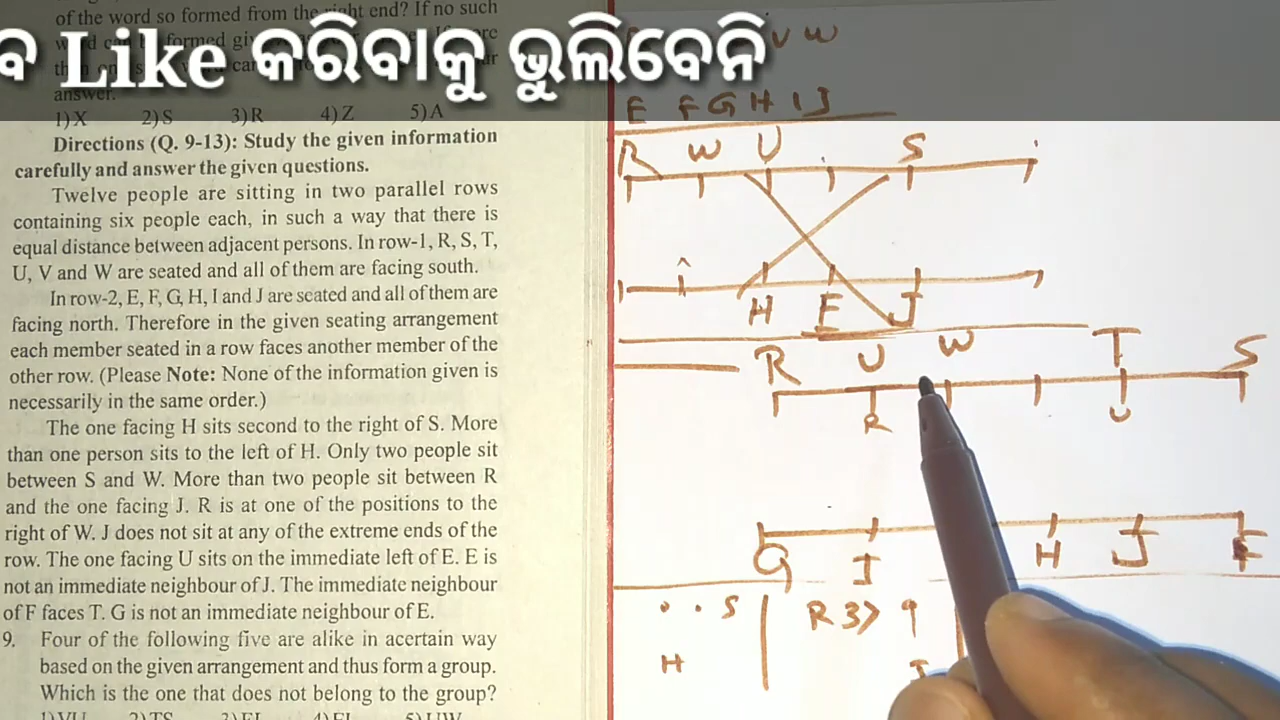 of the word so formed from the right end? If no such
ବ Like କରିବାକୁ ଭୁଲିବେନି
answer.
1)X 2)S 3)R 4)Z 5)A
Directions (Q. 9-13): Study the given information
carefully and answer the given questions.
Twelve people are sitting in two parallel rows
containing six people each, in such a way that there is
equal distance between adjacent persons. In row-1, R, S, T,
U, V and W are seated and all of them are facing south.
In row-2, E, F, G, H, I and J are seated and all of them are
facing north. Therefore in the given seating arrangement
each member seated in a row faces another member of the
other row. (Please Note: None of the information given is
necessarily in the same order.)
The one facing H sits second to the right of S. More
than one person sits to the left of H. Only two people sit
between S and W. More than two people sit between R
and the one facing J. R is at one of the positions to the
right of W. J does not sit at any of the extreme ends of the
row. The one facing U sits on the immediate left of E. E is
not an immediate neighbour of J. The immediate neighbour
of F faces T. G is not an immediate neighbour of E.
9. Four of the following five are alike in acertain way
based on the given arrangement and thus form a group.
Which is the one that does not belong to the group?
V W
E F G H I J
R W U S
H E J
R U W T S
R U
G I H J F
S R 3&gt; 9
H